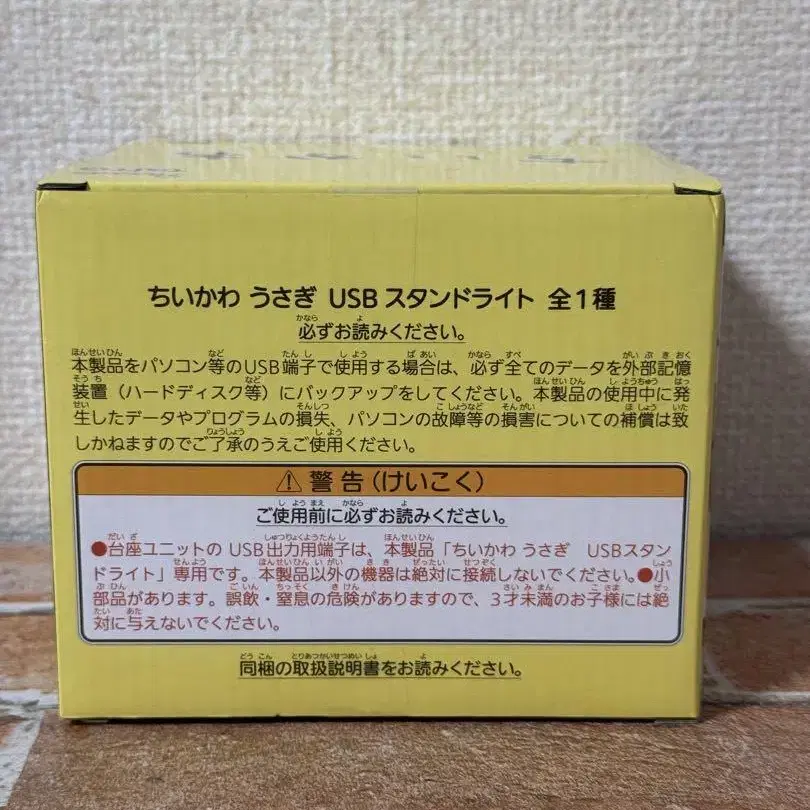 ちいかわ うさぎ USB スタンドライト 全1種
必ずお読みください。
本製品をパソコン等のUSB端子で使用する場合は、必ず全てのデータを外部記憶
装置（ハードディスク等）にバックアップをしてください。本製品の使用中に発
生したデータやプログラムの損失、パソコンの故障等の損害についての補償は致
しかねますのでご了承のうえご使用ください。
⚠ 警告（けいこく）
ご使用前に必ずお読みください。
●台座ユニットの USB出力用端子は、本製品「ちいかわ うさぎ USBスタン
ドライト」専用です。本製品以外の機器は絶対に接続しないでください。●小
部品があります。誤飲・窒息の危険がありますので、3才未満のお子様には絶
対に与えないでください。
同梱の取扱説明書をお読みください。